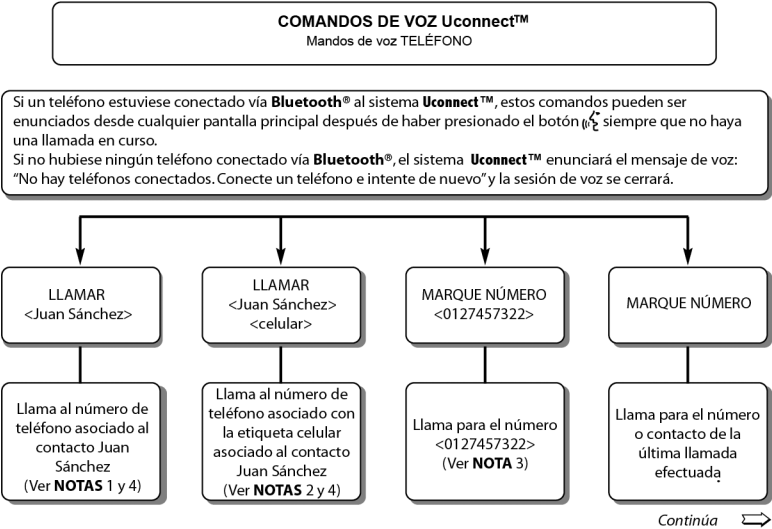 COMANDOS DE VOZ Uconnect™
Mandos de voz TELÉFONO
Si un teléfono estuviese conectado vía Bluetooth® al sistema Uconnect™, estos comandos pueden ser
enunciados desde cualquier pantalla principal después de haber presionado el botón siempre que no haya
una llamada en curso.
Si no hubiese ningún teléfono conectado vía Bluetooth®, el sistema Uconnect™ enunciará el mensaje de voz:
“No hay teléfonos conectados. Conecte un teléfono e intente de nuevo” y la sesión de voz se cerrará.
LLAMAR
<Juan Sánchez>
LLAMAR
<Juan Sánchez>
<celular>
MARQUE NÚMERO
<0127457322>
MARQUE NÚMERO
Llama al número de
teléfono asociado al
contacto Juan
Sánchez
(Ver NOTAS 1 y 4)
Llama al número de
teléfono asociado con
la etiqueta celular
asociado al contacto
Juan Sánchez
(Ver NOTAS 2 y 4)
Llama para el número
<0127457322>
(Ver NOTA 3)
Llama para el número
o contacto de la
última llamada
efectuada.
Continúa